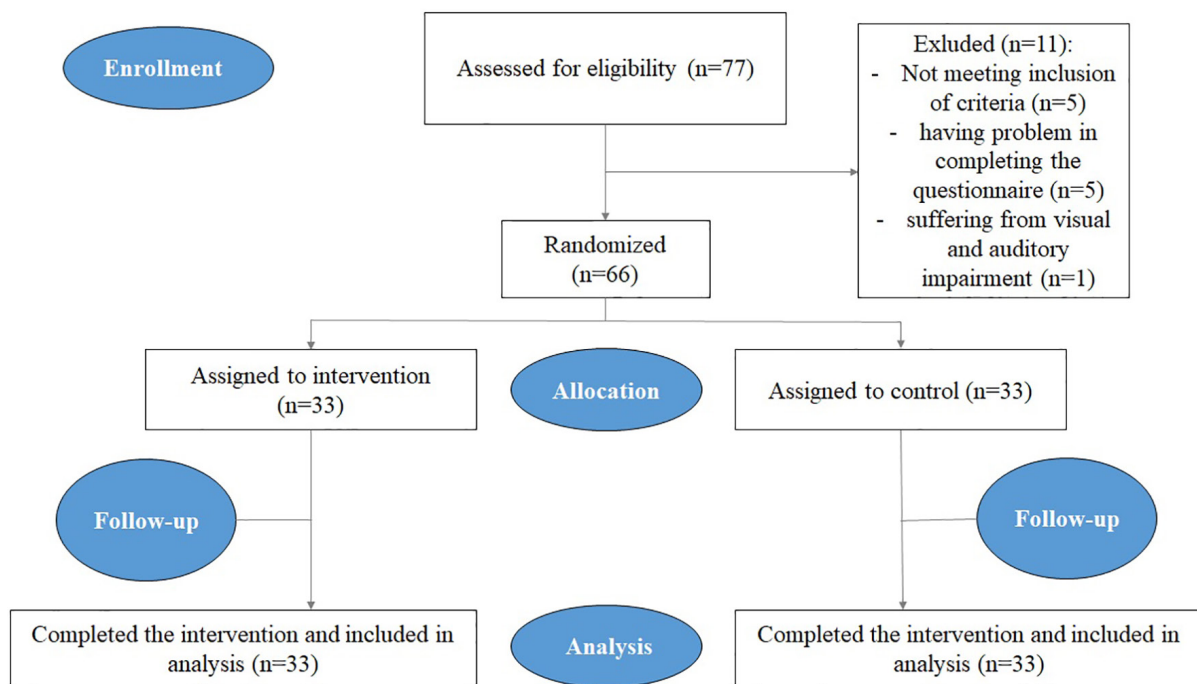 Enrollment
Assessed for eligibility (n=77)
Exluded (n=11):
- Not meeting inclusion
of criteria (n=5)
- having problem in
completing the
questionnaire (n=5)
- suffering from visual
and auditory
impairment (n=1)
Randomized
(n=66)
Assigned to intervention
(n=33)
Allocation
Assigned to control (n=33)
Follow-up
Follow-up
Completed the intervention and included in
analysis (n=33)
Analysis
Completed the intervention and included in
analysis (n=33)